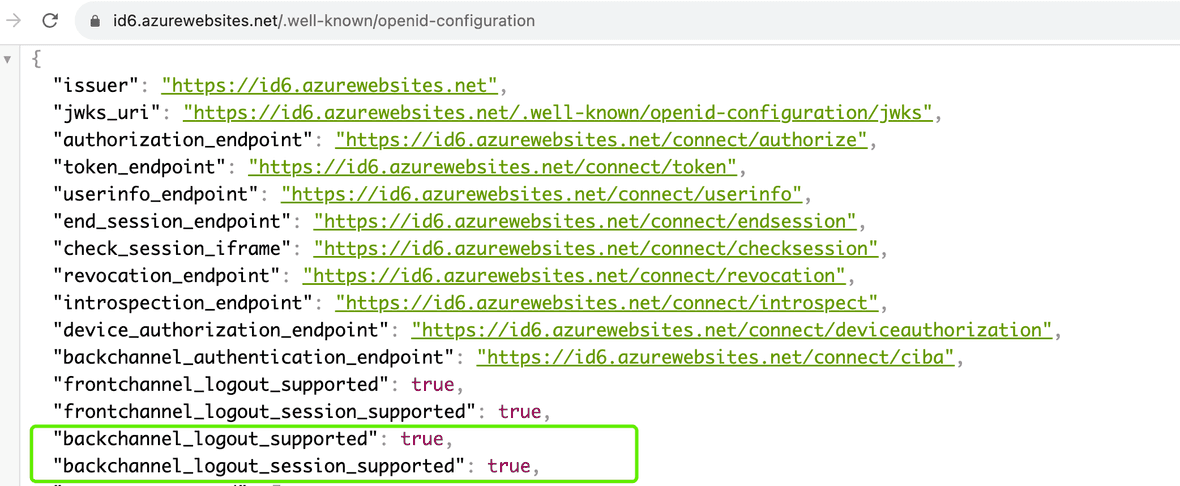 id6.azurewebsites.net/.well-known/openid-configuration
{
"issuer": "https://id6.azurewebsites.net",
"jwks_uri": "https://id6.azurewebsites.net/.well-known/openid-configuration/jwks",
"authorization_endpoint": "https://id6.azurewebsites.net/connect/authorize",
"token_endpoint": "https://id6.azurewebsites.net/connect/token",
"userinfo_endpoint": "https://id6.azurewebsites.net/connect/userinfo",
"end_session_endpoint": "https://id6.azurewebsites.net/connect/endsession",
"check_session_iframe": "https://id6.azurewebsites.net/connect/checksession",
"revocation_endpoint": "https://id6.azurewebsites.net/connect/revocation",
"introspection_endpoint": "https://id6.azurewebsites.net/connect/introspect",
"device_authorization_endpoint": "https://id6.azurewebsites.net/connect/deviceauthorization",
"backchannel_authentication_endpoint": "https://id6.azurewebsites.net/connect/ciba",
"frontchannel_logout_supported": true,
"frontchannel_logout_session_supported": true,
"backchannel_logout_supported": true,
"backchannel_logout_session_supported": true,